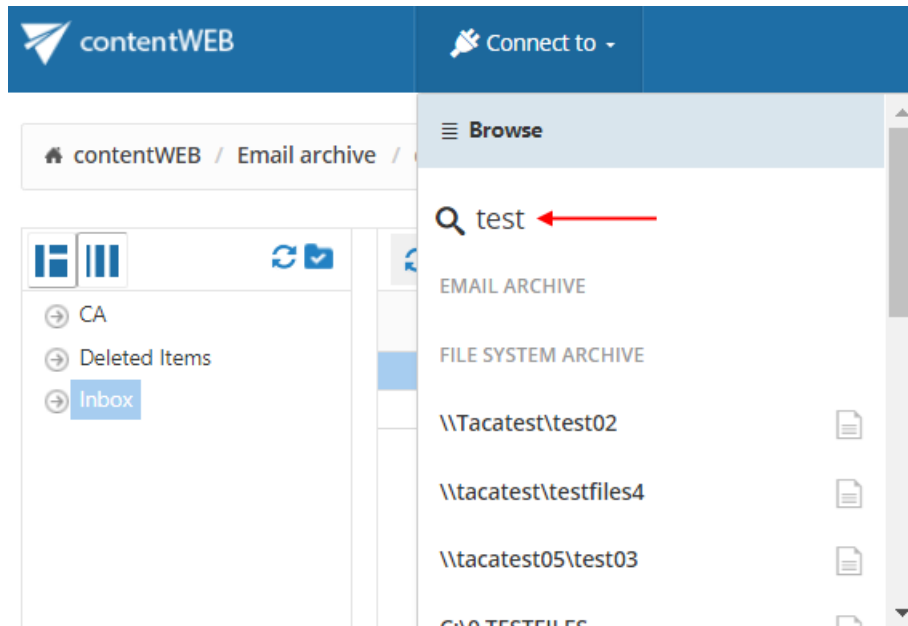 contentWEB
Connect to
contentWEB / Email archive /
CA
Deleted Items
Inbox
Browse
test
EMAIL ARCHIVE
FILE SYSTEM ARCHIVE
\\Tacatest\test02
\\tacatest\testfiles4
\\tacatest05\test03